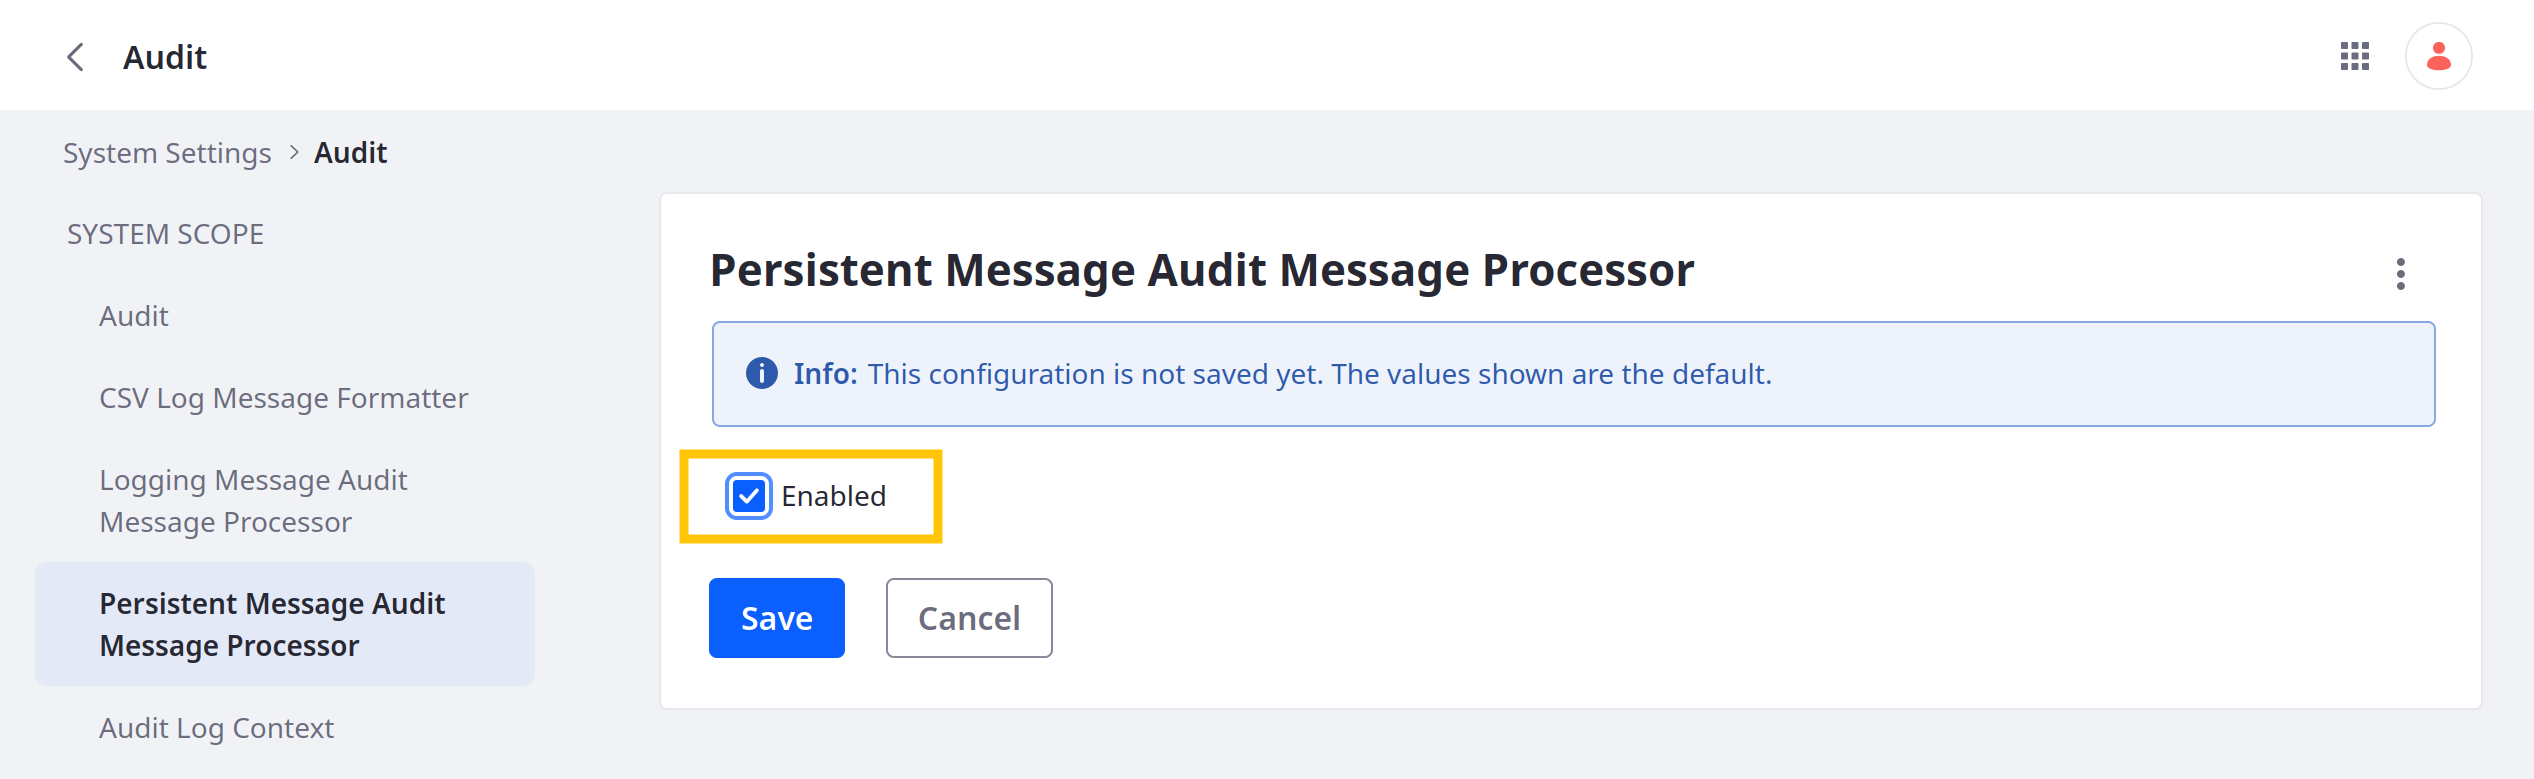 Audit
System Settings > Audit
SYSTEM SCOPE
Audit
CSV Log Message Formatter
Logging Message Audit
Message Processor
Persistent Message Audit
Message Processor
Audit Log Context
Persistent Message Audit Message Processor
Info: This configuration is not saved yet. The values shown are the default.
Enabled
Save
Cancel